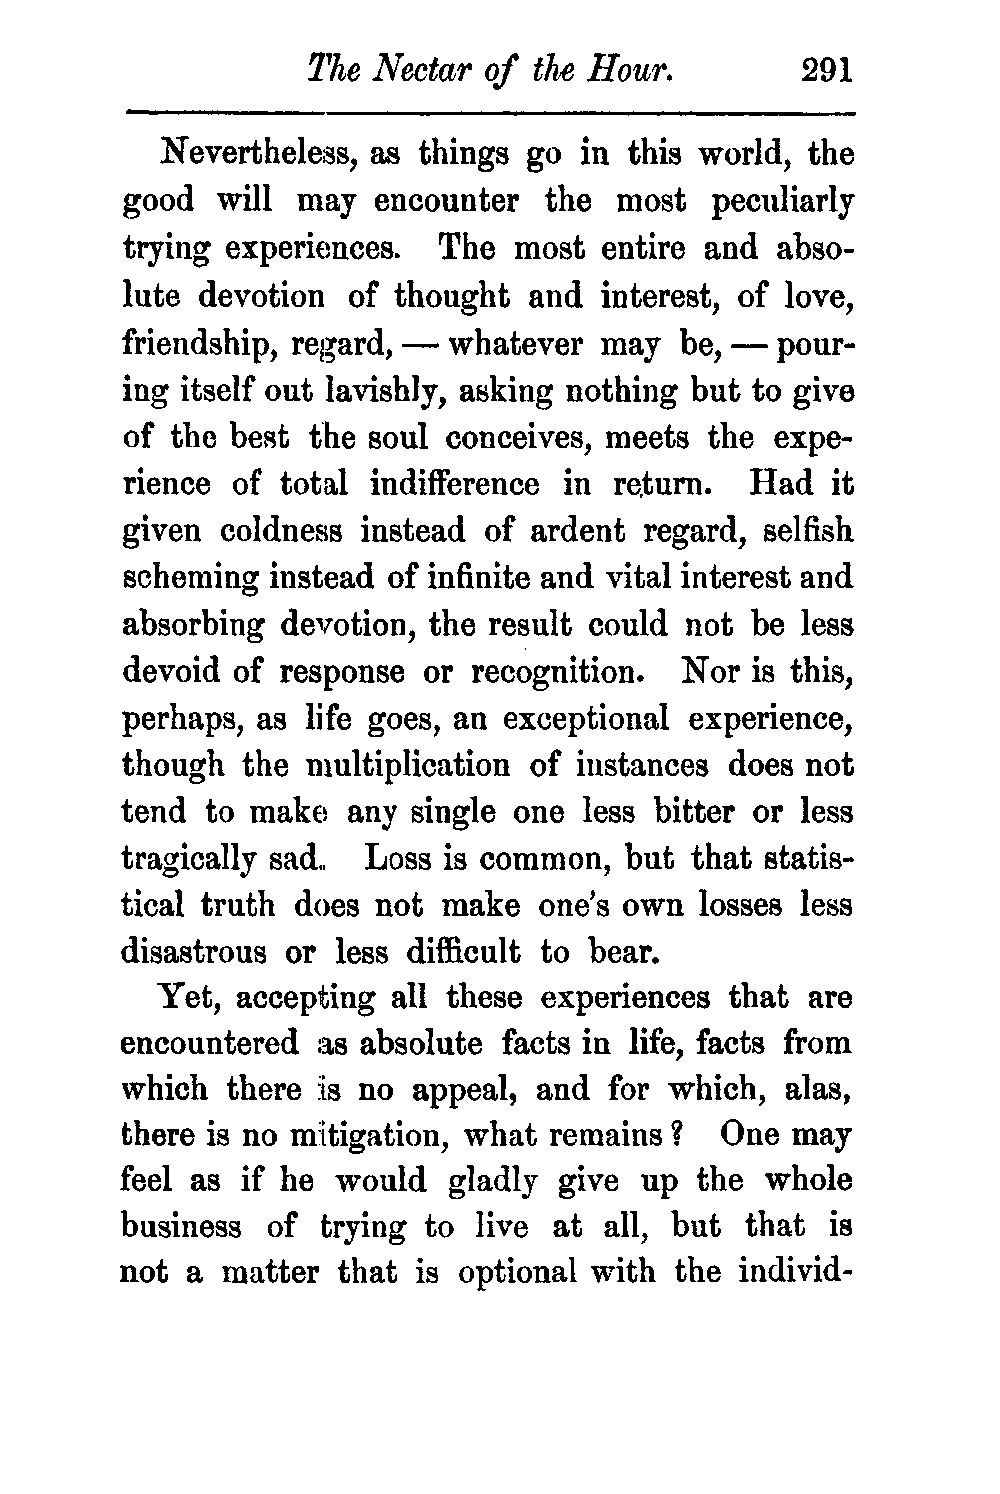 The Nectar of the Hour. 291
Nevertheless, as things go in this world, the
good will may encounter the most peculiarly
trying experiences. The most entire and abso-
lute devotion of thought and interest, of love,
friendship, regard, — whatever may be, — pour-
ing itself out lavishly, asking nothing but to give
of the best the soul conceives, meets the expe-
rience of total indifference in return. Had it
given coldness instead of ardent regard, selfish
scheming instead of infinite and vital interest and
absorbing devotion, the result could not be less
devoid of response or recognition. Nor is this,
perhaps, as life goes, an exceptional experience,
though the multiplication of instances does not
tend to make any single one less bitter or less
tragically sad. Loss is common, but that statis-
tical truth does not make one's own losses less
disastrous or less difficult to bear.
Yet, accepting all these experiences that are
encountered as absolute facts in life, facts from
which there is no appeal, and for which, alas,
there is no mitigation, what remains? One may
feel as if he would gladly give up the whole
business of trying to live at all, but that is
not a matter that is optional with the individ-